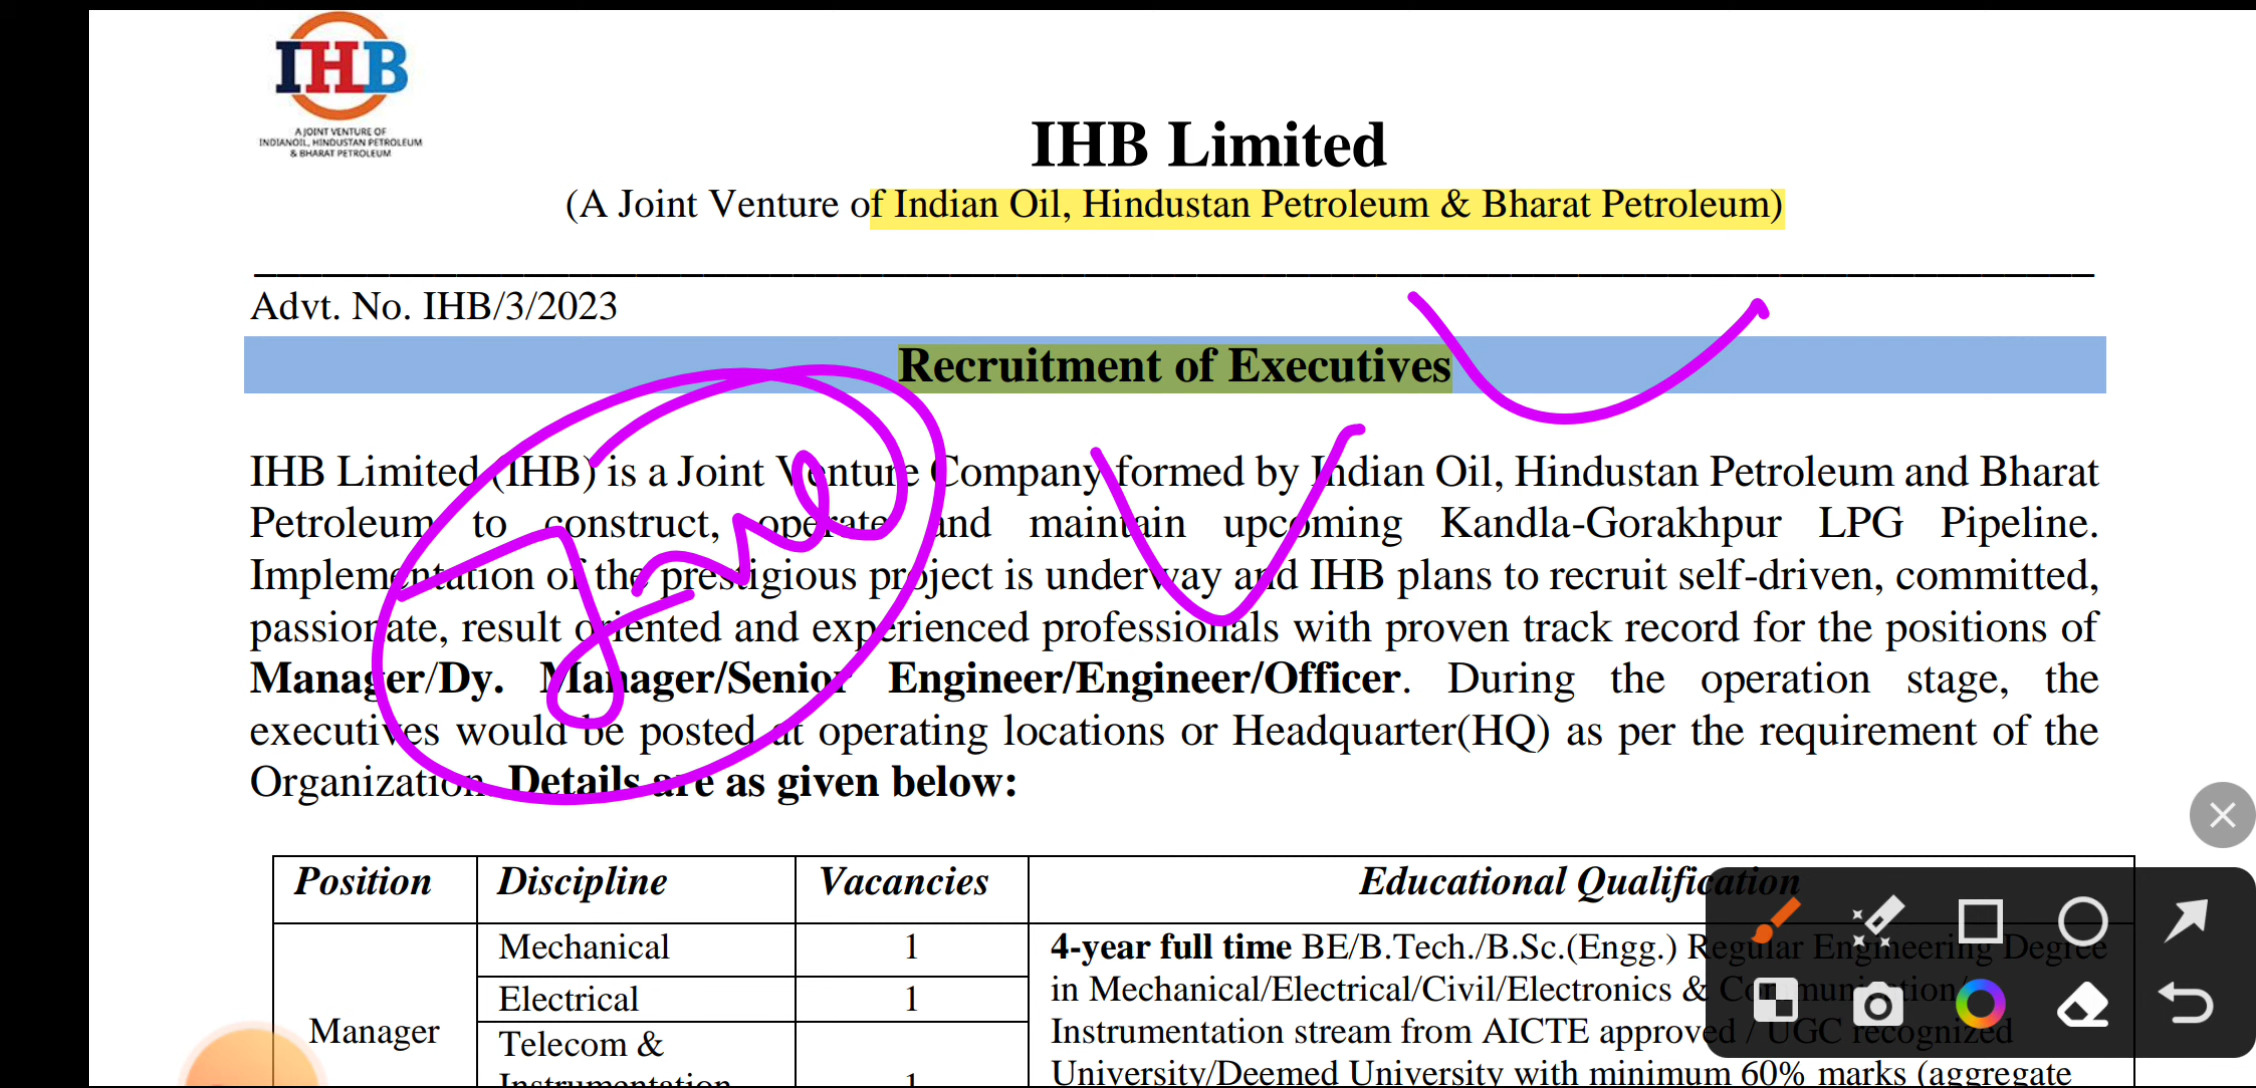 IHB
A JOINT VENTURE OF
INDIANOIL, HINDUSTAN PETROLEUM
& BHARAT PETROLEUM
IHB Limited
(A Joint Venture of Indian Oil, Hindustan Petroleum & Bharat Petroleum)
Advt. No. IHB/3/2023
Recruitment of Executives
IHB Limited (IHB) is a Joint Venture Company formed by Indian Oil, Hindustan Petroleum and Bharat
Petroleum to construct, operate and maintain upcoming Kandla-Gorakhpur LPG Pipeline.
Implementation of the prestigious project is underway and IHB plans to recruit self-driven, committed,
passionate, result oriented and experienced professionals with proven track record for the positions of
Manager/Dy. Manager/Senior Engineer/Engineer/Officer. During the operation stage, the
executives would be posted at operating locations or Headquarter(HQ) as per the requirement of the
Organization. Details are as given below:
Position Discipline Vacancies Educational Qualification
Manager
Mechanical 1
Electrical 1
Telecom &
Instrumentation 1
4-year full time BE/B.Tech./B.Sc.(Engg.) Regular Engineering Degree
in Mechanical/Electrical/Civil/Electronics & Communication/
Instrumentation stream from AICTE approved / UGC recognized
University/Deemed University with minimum 60% marks (aggregate